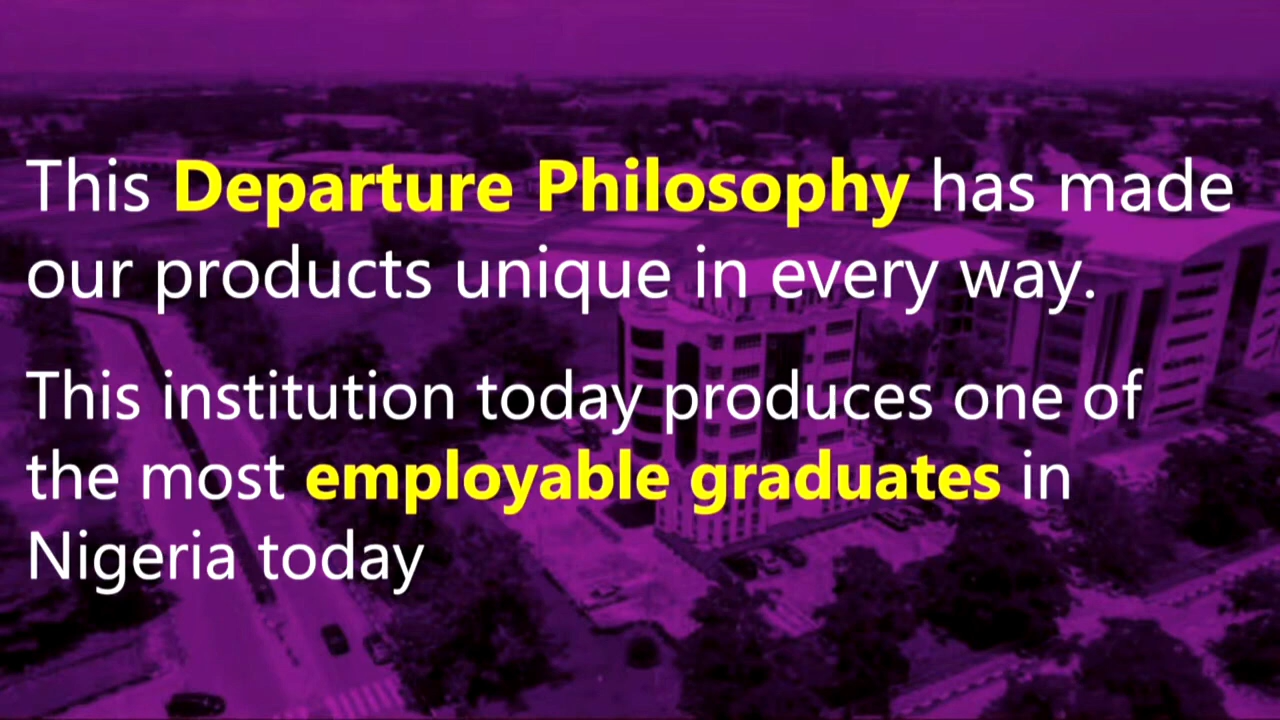 This Departure Philosophy has made
our products unique in every way.
This institution today produces one of
the most employable graduates in
Nigeria today